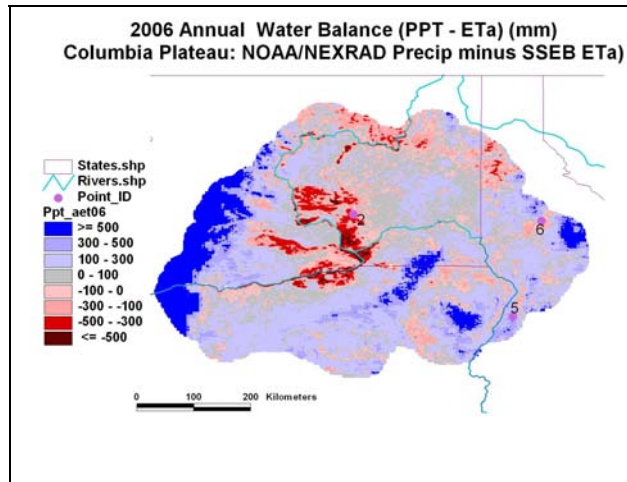 2006 Annual Water Balance (PPT - ETa) (mm)
Columbia Plateau: NOAA/NEXRAD Precip minus SSEB ETa)
States.shp
Rivers.shp
Point_ID
Ppt_aet06
>= 500
300 - 500
100 - 300
0 - 100
-100 - 0
-300 - -100
-500 - -300
<= -500
2
6
5
0 100 200 Kilometers